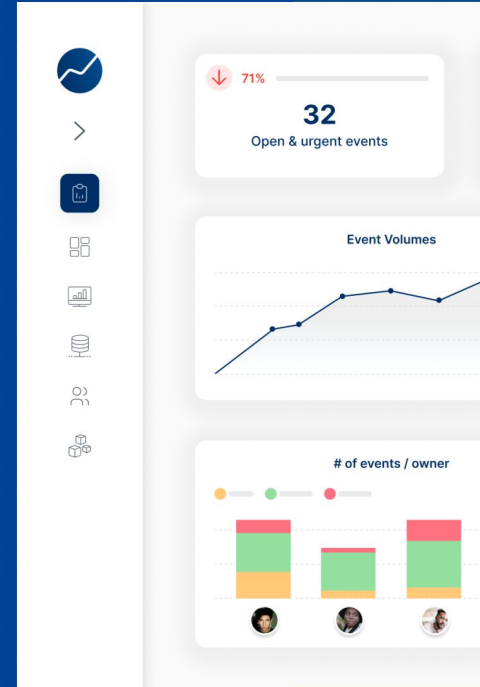 71%
32
Open & urgent events
Event Volumes
# of events / owner